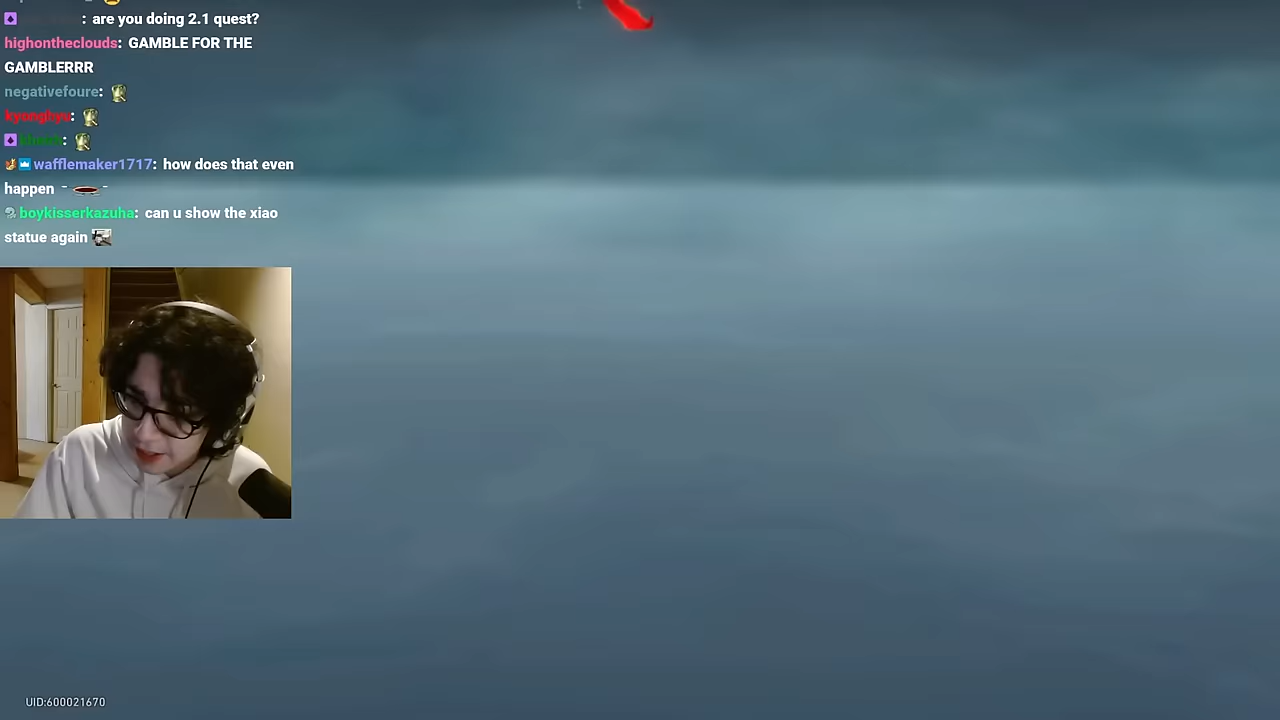 : are you doing 2.1 quest?
highontheclouds: GAMBLE FOR THE
GAMBLERRR
negativefoure:
kyonghyu:
:
wafflemaker1717: how does that even
happen
boykisserkazuha: can u show the xiao
statue again
UID:600021670